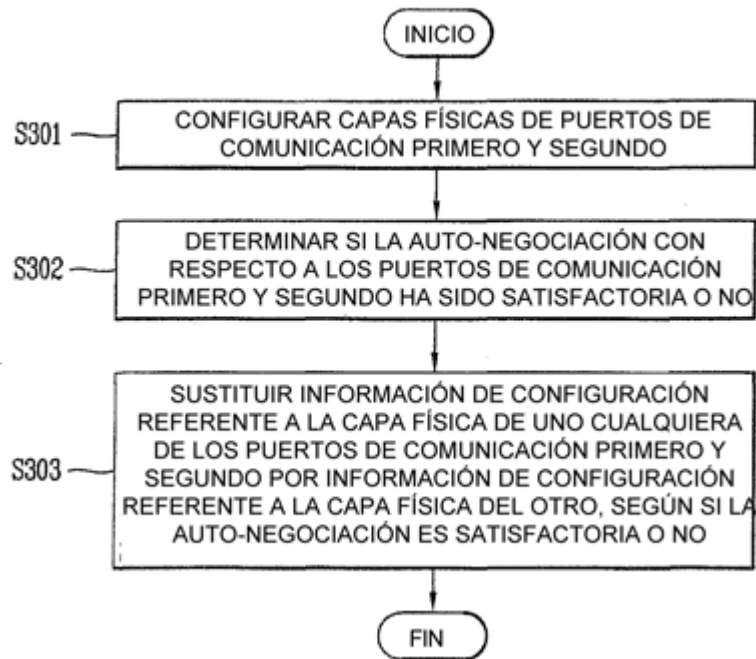 INICIO
S301
CONFIGURAR CAPAS FÍSICAS DE PUERTOS DE
COMUNICACIÓN PRIMERO Y SEGUNDO
S302
DETERMINAR SI LA AUTO-NEGOCIACIÓN CON
RESPECTO A LOS PUERTOS DE COMUNICACIÓN
PRIMERO Y SEGUNDO HA SIDO SATISFACTORIA O NO
S303
SUSTITUIR INFORMACIÓN DE CONFIGURACIÓN
REFERENTE A LA CAPA FÍSICA DE UNO CUALQUIERA
DE LOS PUERTOS DE COMUNICACIÓN PRIMERO Y
SEGUNDO POR INFORMACIÓN DE CONFIGURACIÓN
REFERENTE A LA CAPA FÍSICA DEL OTRO, SEGÚN SI LA
AUTO-NEGOCIACIÓN ES SATISFACTORIA O NO
FIN